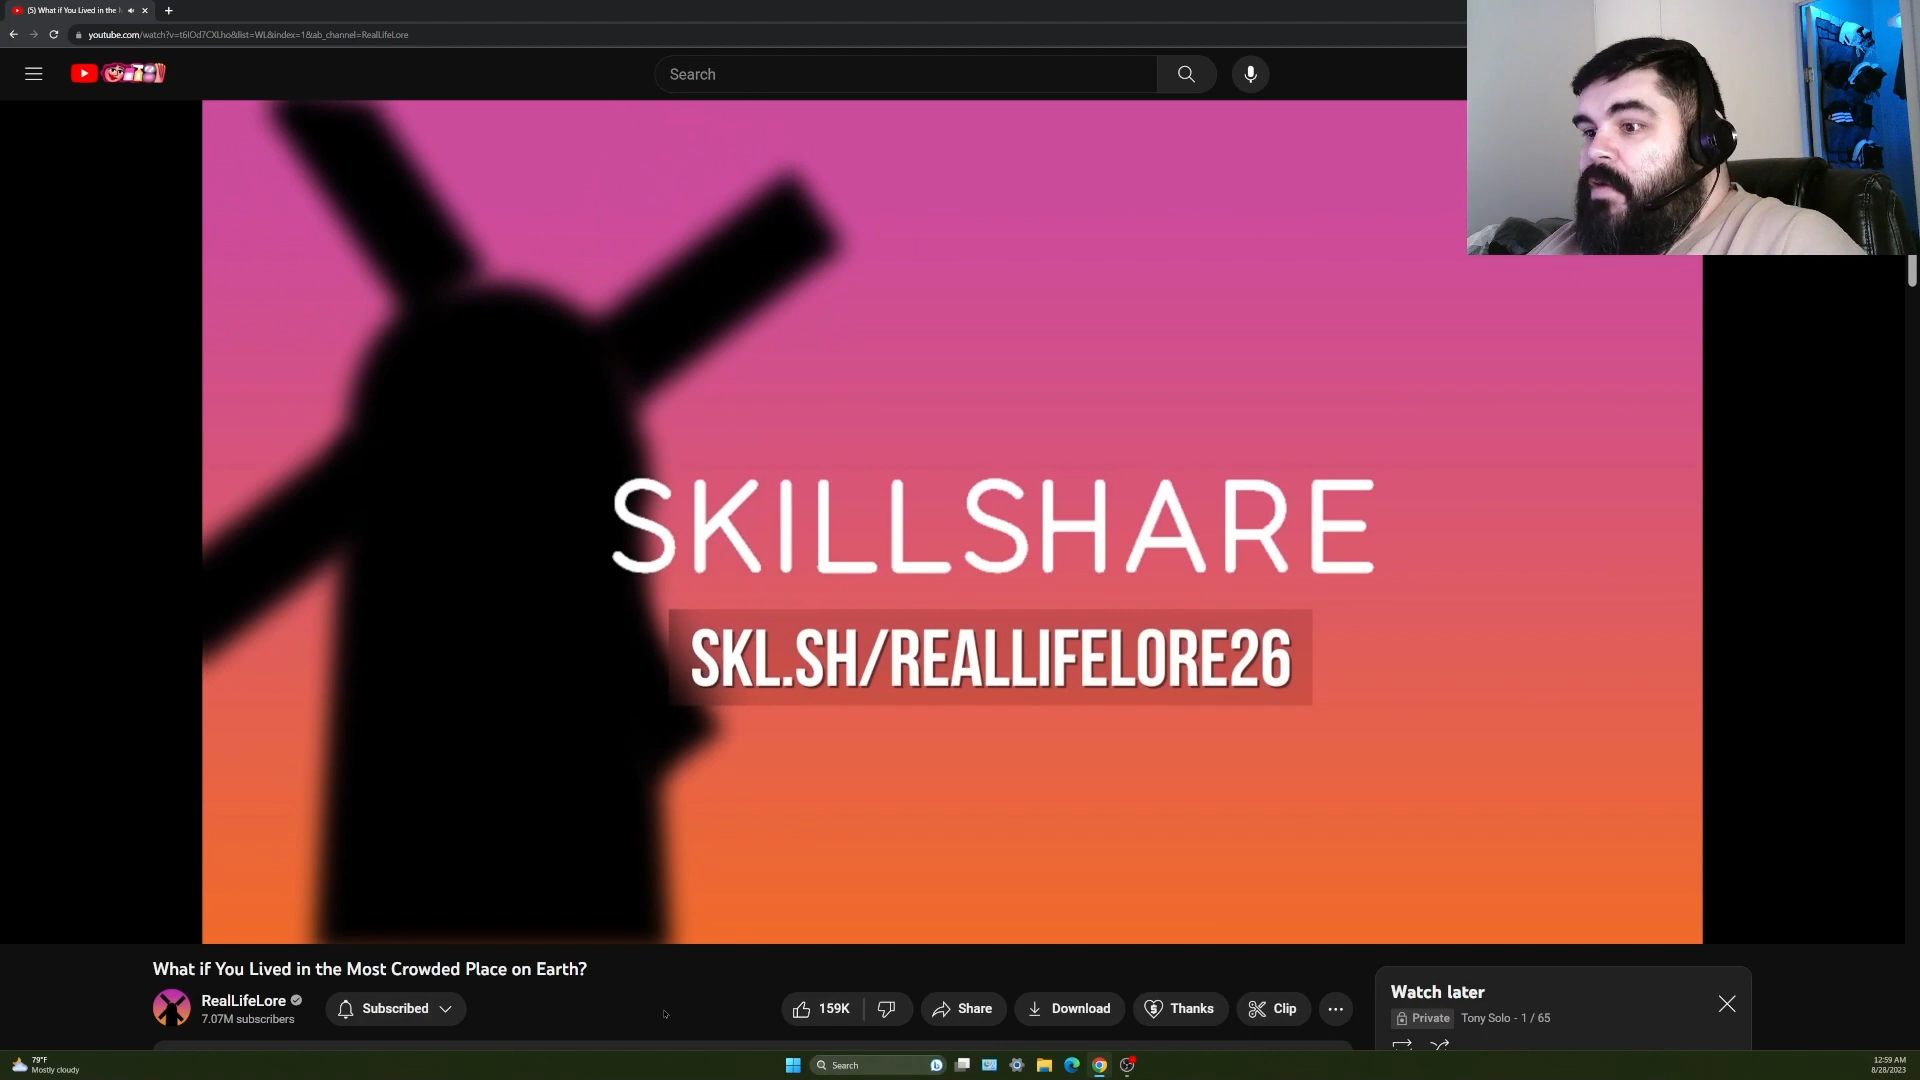 (5) What if You Lived in the
youtube.com/watch?v=t6IOd7CXLho&list=WL&index=1&ab_channel=RealLifeLore
Search
SKILLSHARE
SKL.SH/REALLIFELORE26
What if You Lived in the Most Crowded Place on Earth?
RealLifeLore
7.07M subscribers
Subscribed
159K
Share
Download
Thanks
Clip
Watch later
Private
Tony Solo - 1 / 65
79°F
Mostly cloudy
Search
12:59 AM
8/28/2023